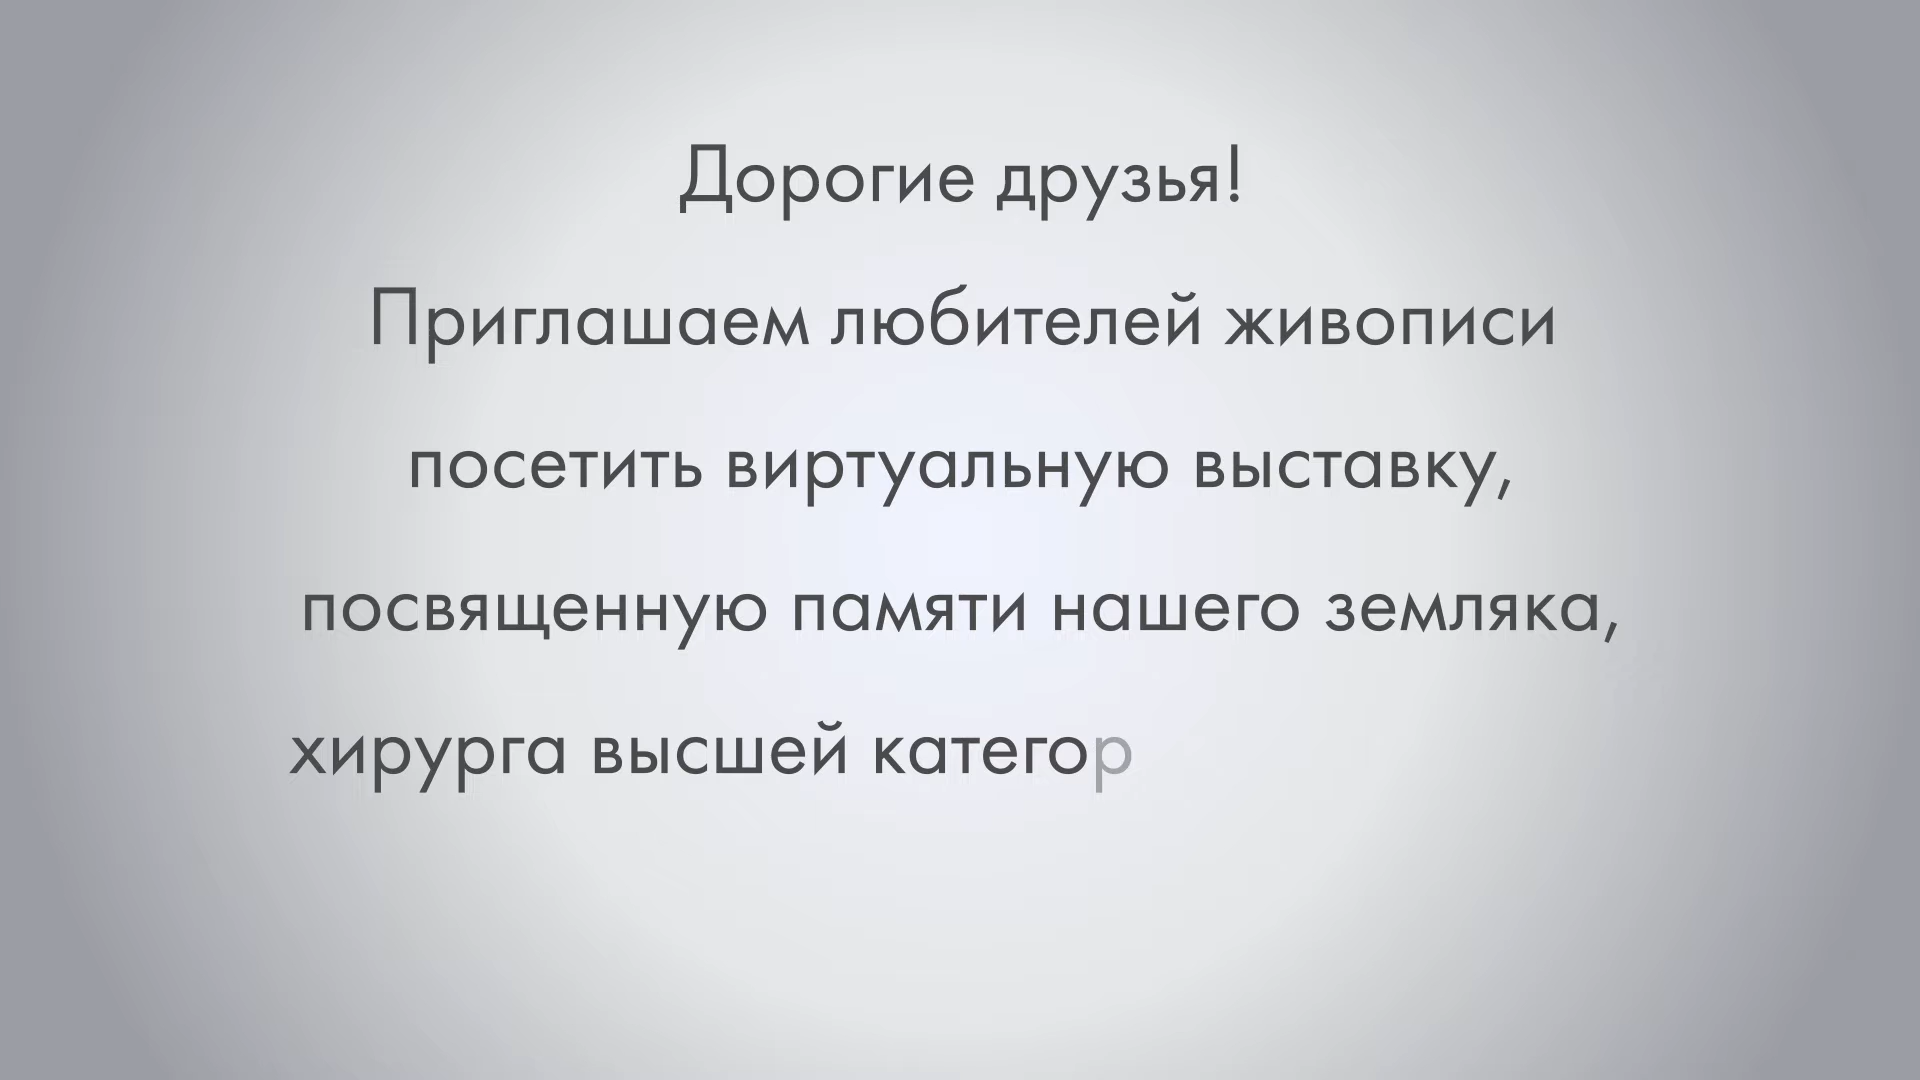 Дорогие друзья!
Приглашаем любителей живописи
посетить виртуальную выставку,
посвященную памяти нашего земляка,
хирурга высшей категор